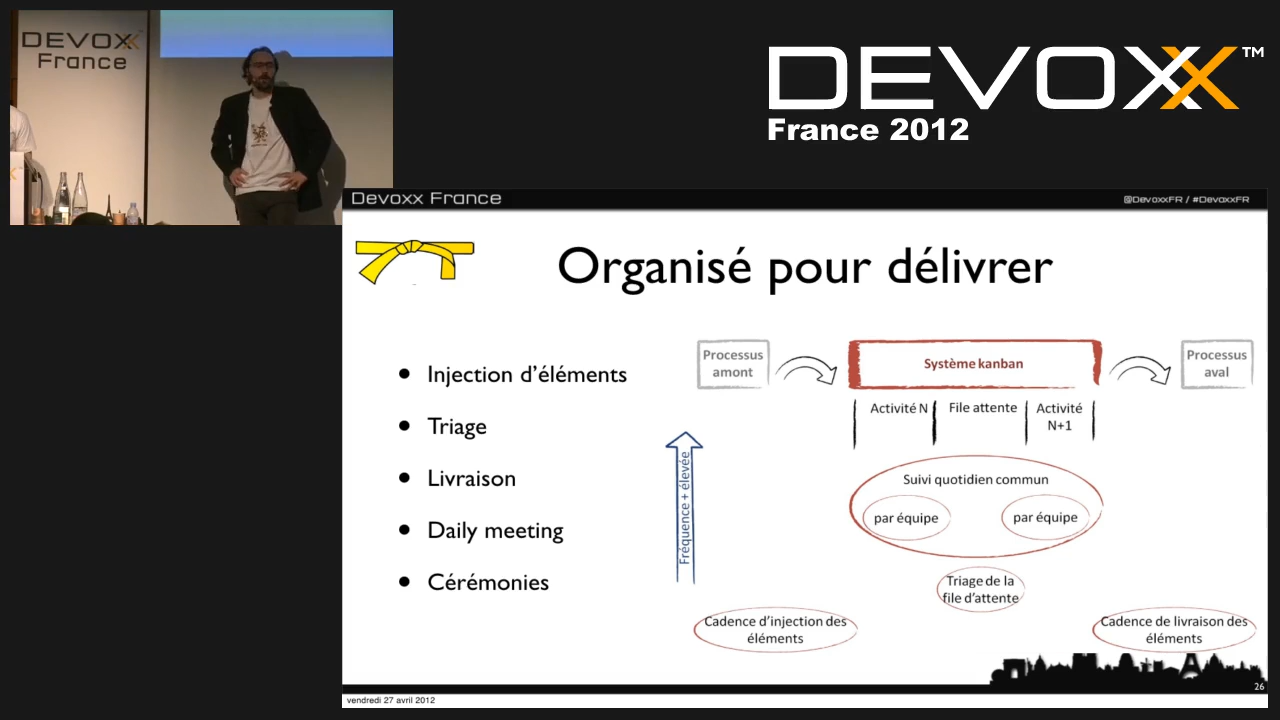 DEVOXX
France
DEVOXX™
France 2012
Devoxx France
@DevoxxFR / #DevoxxFR
Organisé pour délivrer
• Injection d'éléments
• Triage
• Livraison
• Daily meeting
• Cérémonies
Processus
amont
Système kanban
Processus
aval
Activité N
File attente
Activité
N+1
Fréquence + élevée
Suivi quotidien commun
par équipe
par équipe
Triage de la
file d'attente
Cadence d'injection des
éléments
Cadence de livraison des
éléments
26
vendredi 27 avril 2012